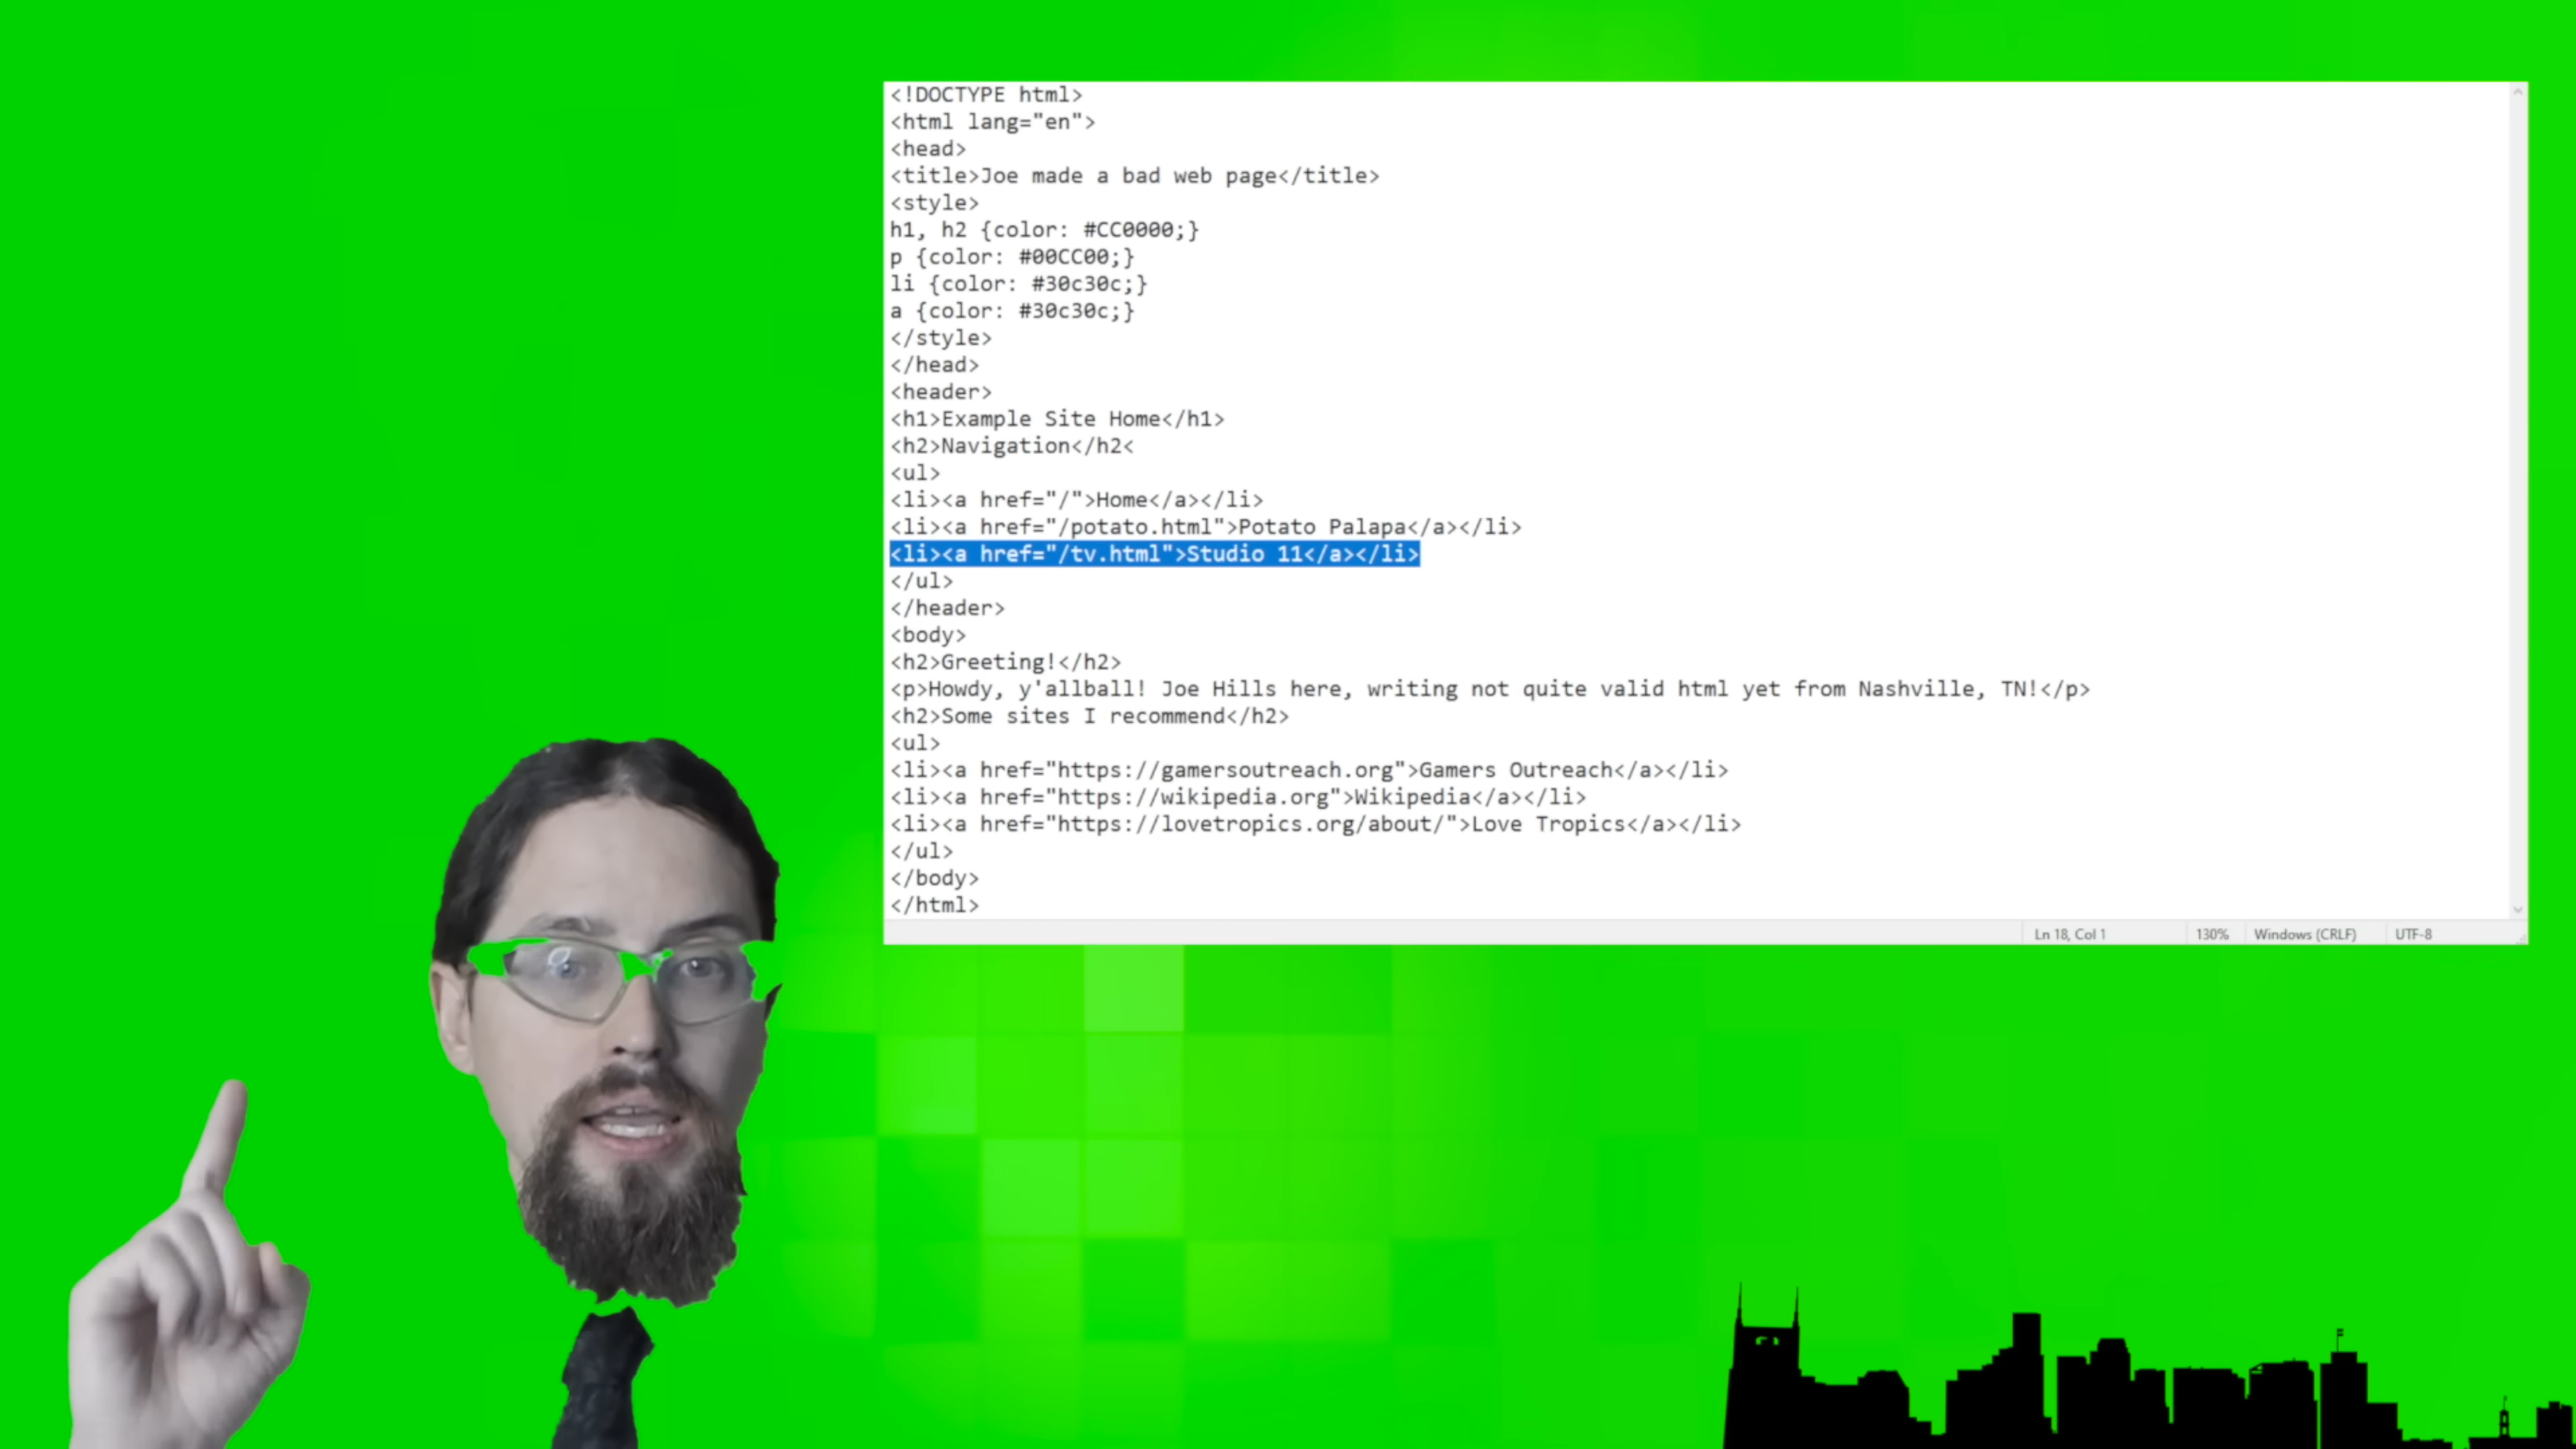 <!DOCTYPE html>
<html lang="en">
<head>
<title>Joe made a bad web page</title>
<style>
h1, h2 {color: #CC0000;}
p {color: #00CC00;}
li {color: #30c30c;}
a {color: #30c30c;}
</style>
</head>
<header>
<h1>Example Site Home</h1>
<h2>Navigation</h2<
<ul>
<li><a href="/">Home</a></li>
<li><a href="/potato.html">Potato Palapa</a></li>
<li><a href="/tv.html">Studio 11</a></li>
</ul>
</header>
<body>
<h2>Greeting!</h2>
<p>Howdy, y'allball! Joe Hills here, writing not quite valid html yet from Nashville, TN!</p>
<h2>Some sites I recommend</h2>
<ul>
<li><a href="https://gamersoutreach.org">Gamers Outreach</a></li>
<li><a href="https://wikipedia.org">Wikipedia</a></li>
<li><a href="https://lovetropics.org/about/">Love Tropics</a></li>
</ul>
</body>
</html>
Ln 18, Col 1 130% Windows (CRLF) UTF-8